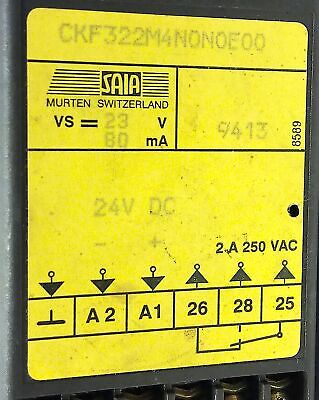 CKF322M4N0N0E00
SAIA
MURTEN SWITZERLAND
VS = 23 V
80 mA
9413
8589
24V DC
- +
2 A 250 VAC
A2 A1 26 28 25